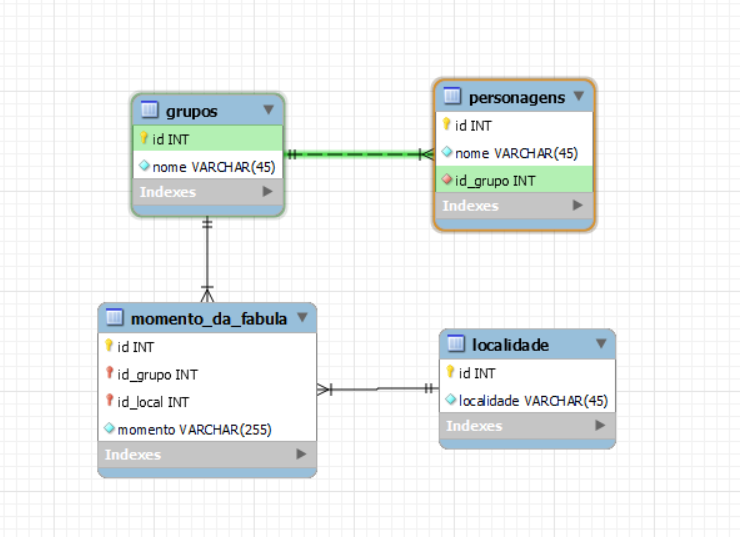 grupos
id INT
nome VARCHAR(45)
Indexes
personagens
id INT
nome VARCHAR(45)
id_grupo INT
Indexes
momento_da_fabula
id INT
id_grupo INT
id_local INT
momento VARCHAR(255)
Indexes
localidade
id INT
localidade VARCHAR(45)
Indexes